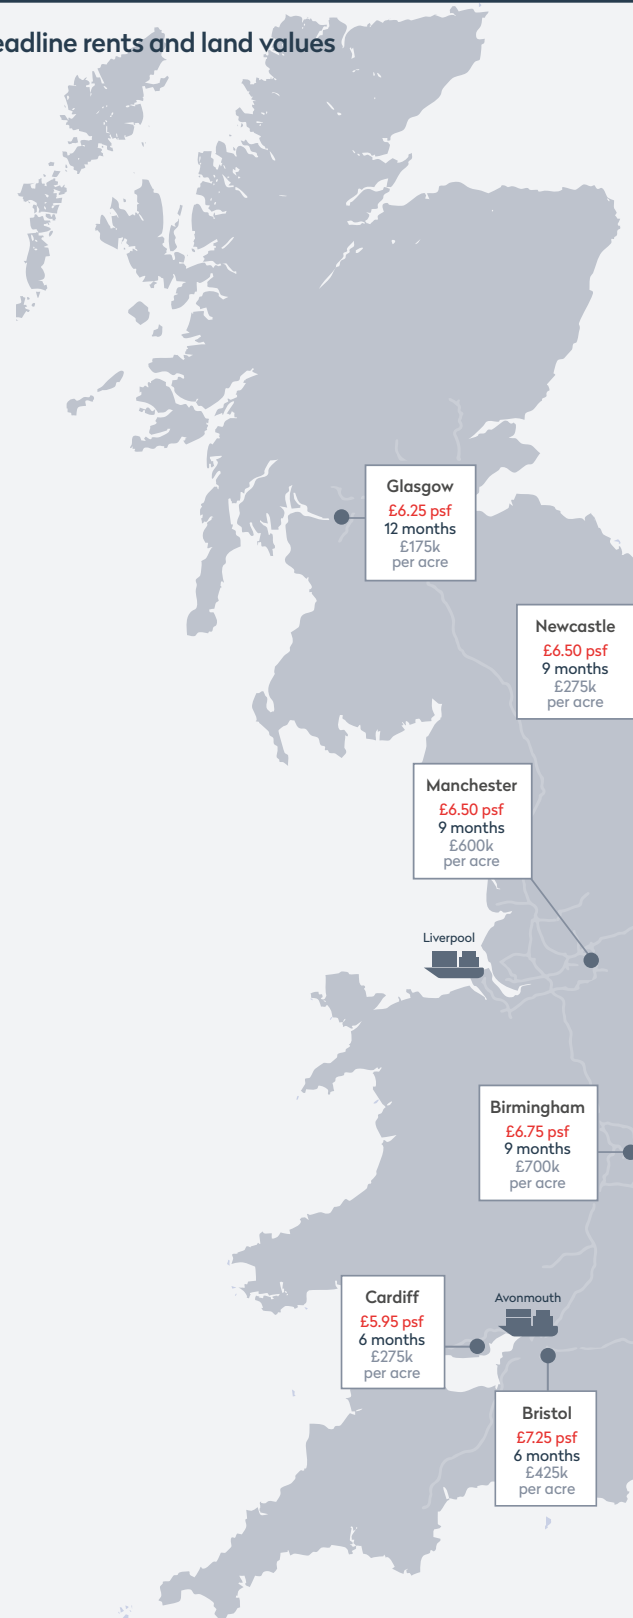 eadline rents and land values
Glasgow
£6.25 psf
12 months
£175k
per acre
Newcastle
£6.50 psf
9 months
£275k
per acre
Manchester
£6.50 psf
9 months
£600k
per acre
Liverpool
Birmingham
£6.75 psf
9 months
£700k
per acre
Cardiff
£5.95 psf
6 months
£275k
per acre
Avonmouth
Bristol
£7.25 psf
6 months
£425k
per acre